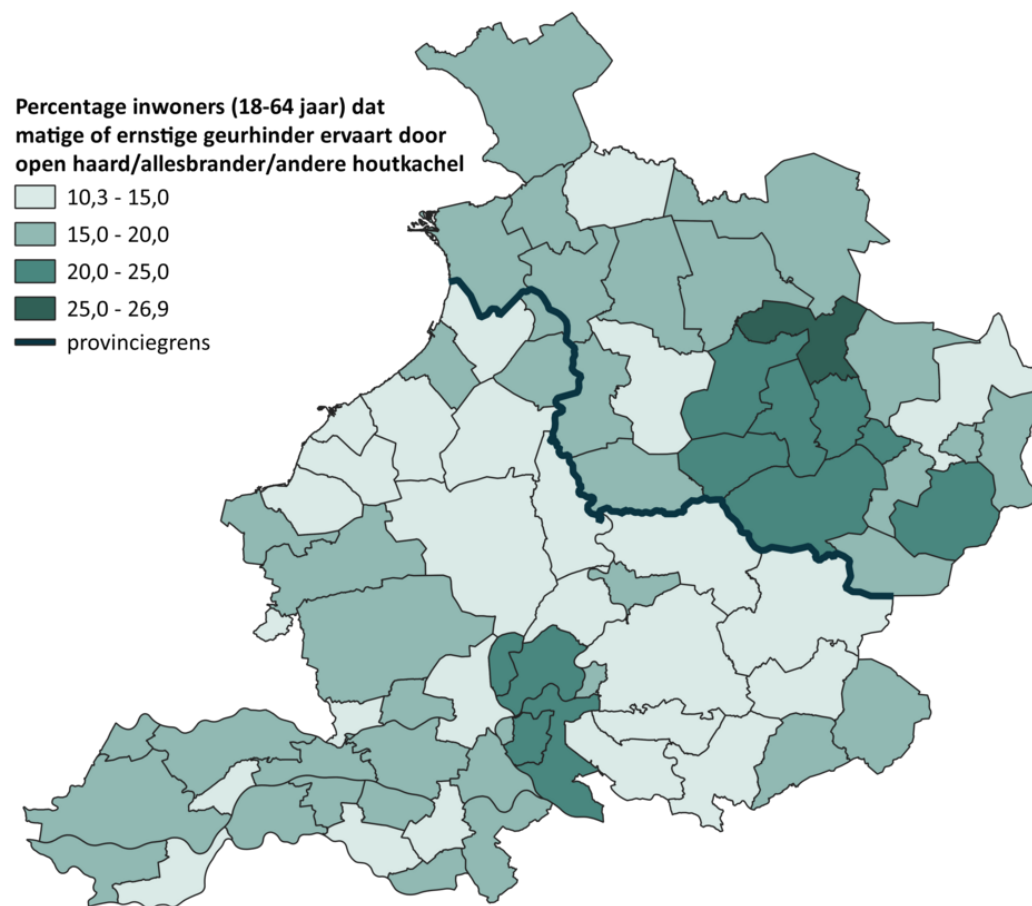 Percentage inwoners (18-64 jaar) dat
matige of ernstige geurhinder ervaart door
open haard/allesbrander/andere houtkachel
10,3 - 15,0
15,0 - 20,0
20,0 - 25,0
25,0 - 26,9
provinciegrens